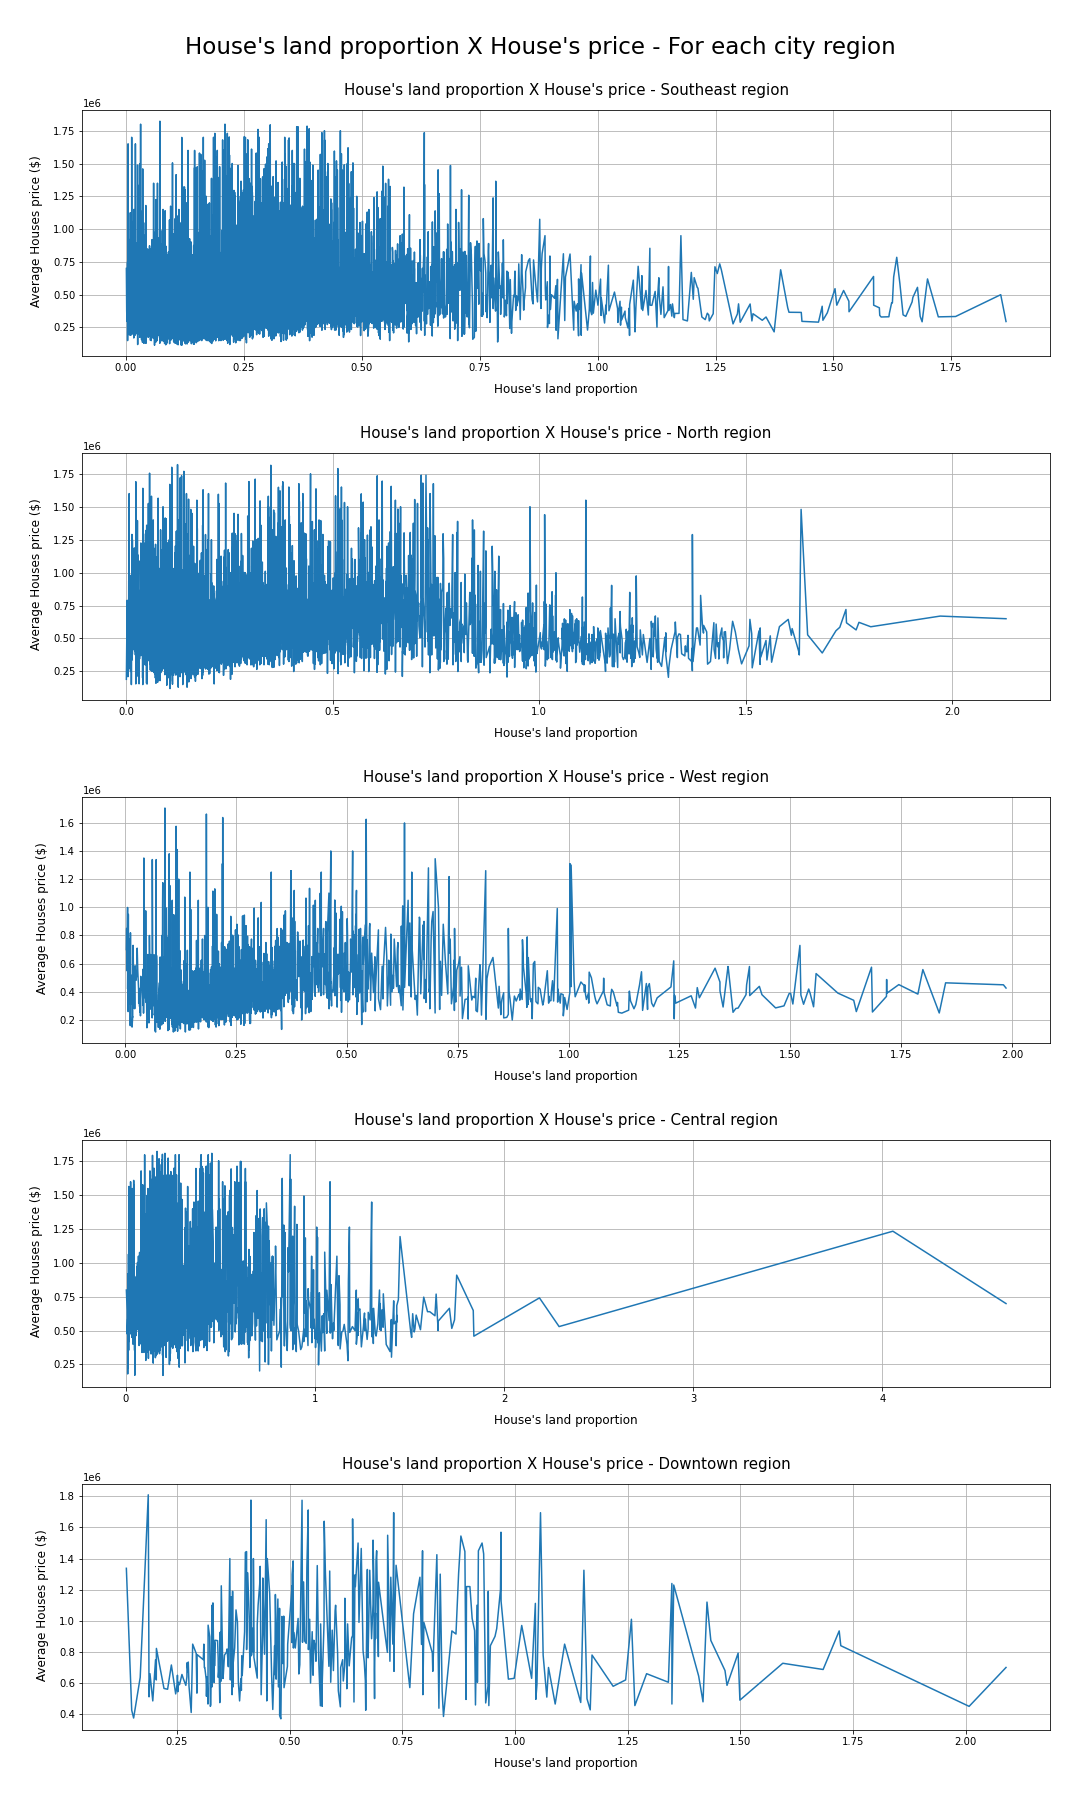 House's land proportion X House's price - For each city region
House's land proportion X House's price - Southeast region
1e6
Average Houses price ($)
1.75
1.50
1.25
1.00
0.75
0.50
0.25
0.00 0.25 0.50 0.75 1.00 1.25 1.50 1.75
House's land proportion
House's land proportion X House's price - North region
1e6
Average Houses price ($)
1.75
1.50
1.25
1.00
0.75
0.50
0.25
0.0 0.5 1.0 1.5 2.0
House's land proportion
House's land proportion X House's price - West region
1e6
Average Houses price ($)
1.6
1.4
1.2
1.0
0.8
0.6
0.4
0.2
0.00 0.25 0.50 0.75 1.00 1.25 1.50 1.75 2.00
House's land proportion
House's land proportion X House's price - Central region
1e6
Average Houses price ($)
1.75
1.50
1.25
1.00
0.75
0.50
0.25
0 1 2 3 4
House's land proportion
House's land proportion X House's price - Downtown region
1e6
Average Houses price ($)
1.8
1.6
1.4
1.2
1.0
0.8
0.6
0.4
0.25 0.50 0.75 1.00 1.25 1.50 1.75 2.00
House's land proportion